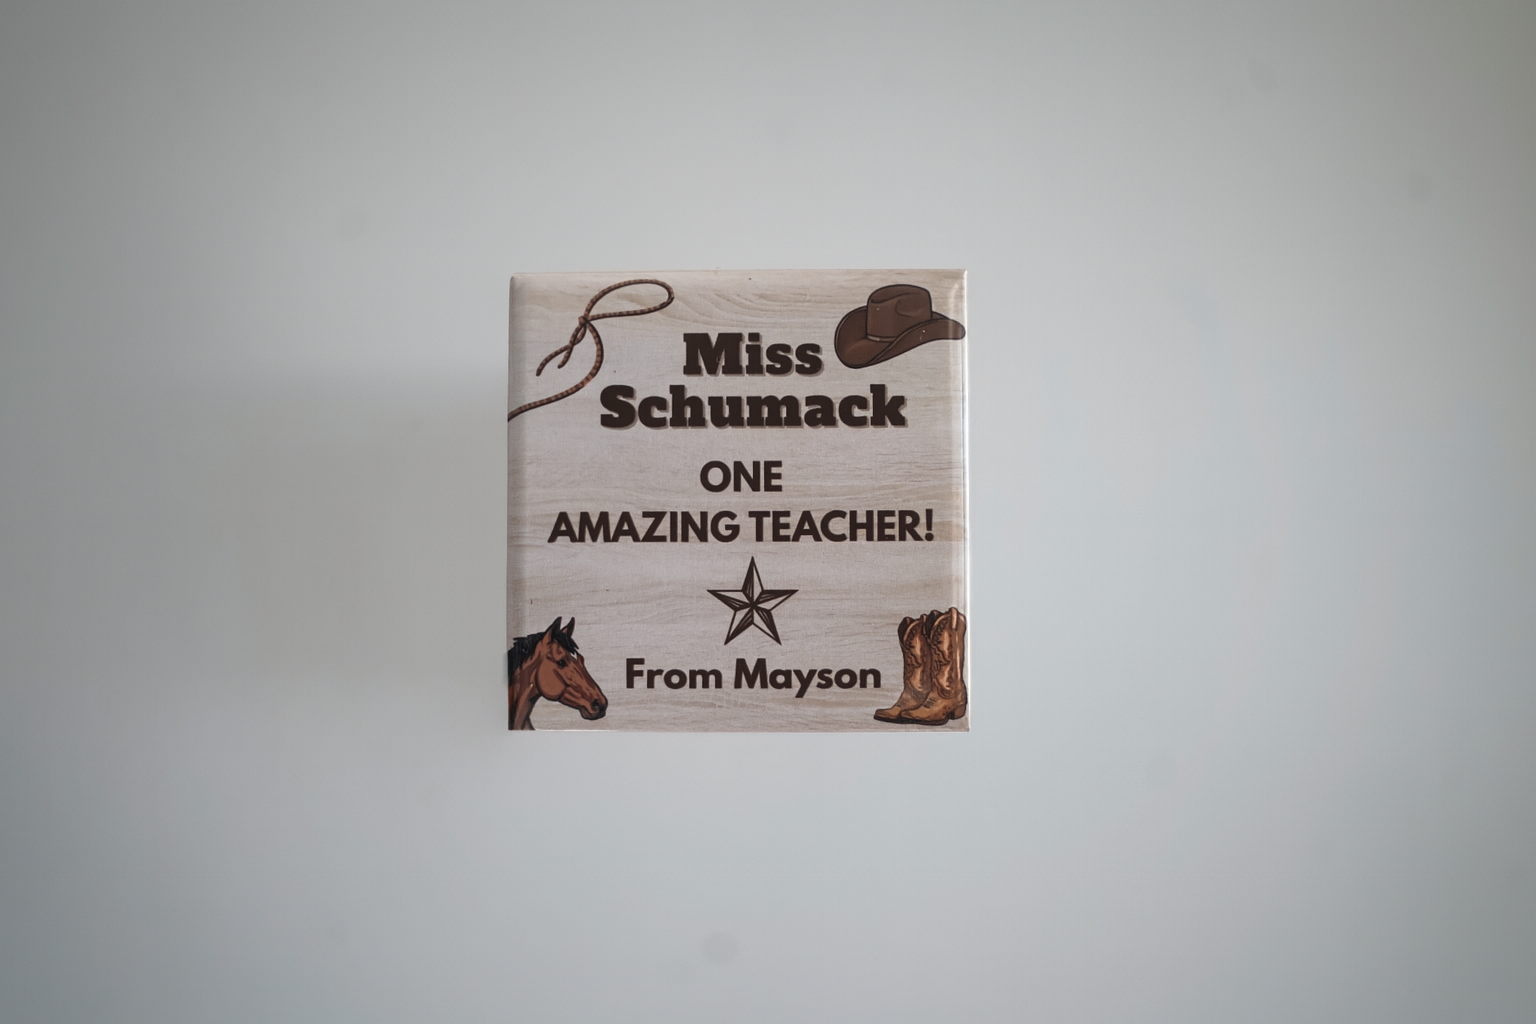 Miss
Schumack
ONE
AMAZING TEACHER!
From Mayson